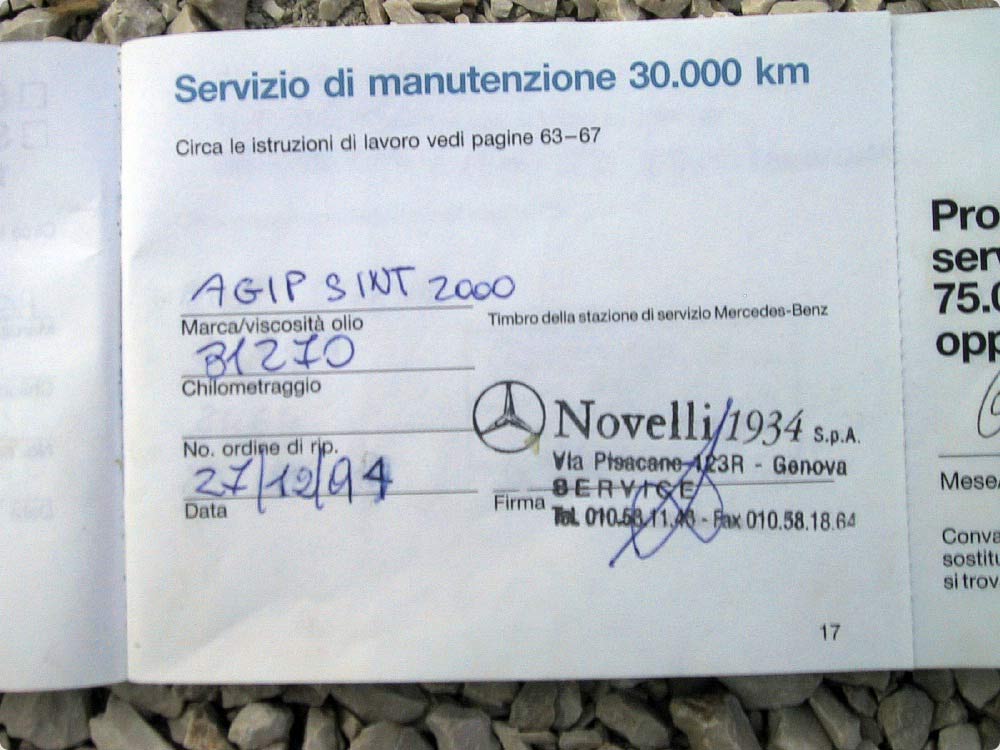 Servizio di manutenzione 30.000 km
Circa le istruzioni di lavoro vedi pagine 63–67
AGIP SINT 2000
Marca/viscosità olio
31270
Chilometraggio
No. ordine di rip.
27/12/94
Data
Timbro della stazione di servizio Mercedes-Benz
Novelli/1934 S.p.A.
Via Pisacane 123R - Genova
SERVICE
Firma
Tel. 010.58.11.43 - Fax 010.58.18.64
17
Pro
serv
75.0
opp
Mese/
Conva
sostitu
si trov